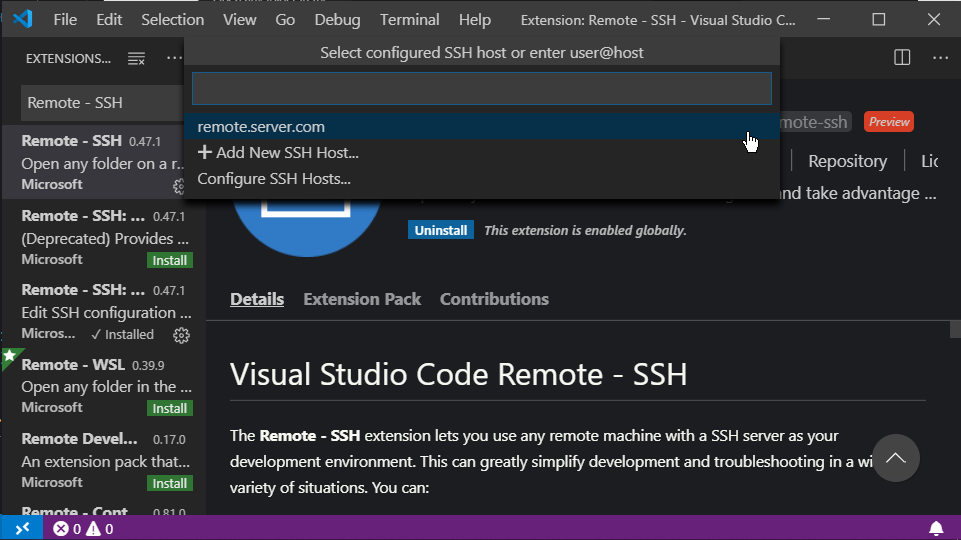 File Edit Selection View Go Debug Terminal Help Extension: Remote - SSH - Visual Studio C...
EXTENSIONS...
Select configured SSH host or enter user@host
Remote - SSH
remote.server.com
+ Add New SSH Host...
Configure SSH Hosts...
mote-ssh Preview
Repository
nd take advantage ...
Uninstall This extension is enabled globally.
Remote - SSH 0.47.1
Open any folder on a r...
Microsoft
Remote - SSH: ... 0.47.1
(Deprecated) Provides ...
Microsoft Install
Remote - SSH: ... 0.47.1
Edit SSH configuration ...
Micros... ✓ Installed
Remote - WSL 0.39.9
Open any folder in the ...
Microsoft Install
Remote Devel... 0.17.0
An extension pack that...
Microsoft Install
Remote - Cont 0.81.0
Details Extension Pack Contributions
Visual Studio Code Remote - SSH
The Remote - SSH extension lets you use any remote machine with a SSH server as your
development environment. This can greatly simplify development and troubleshooting in a wi
variety of situations. You can:
0 0